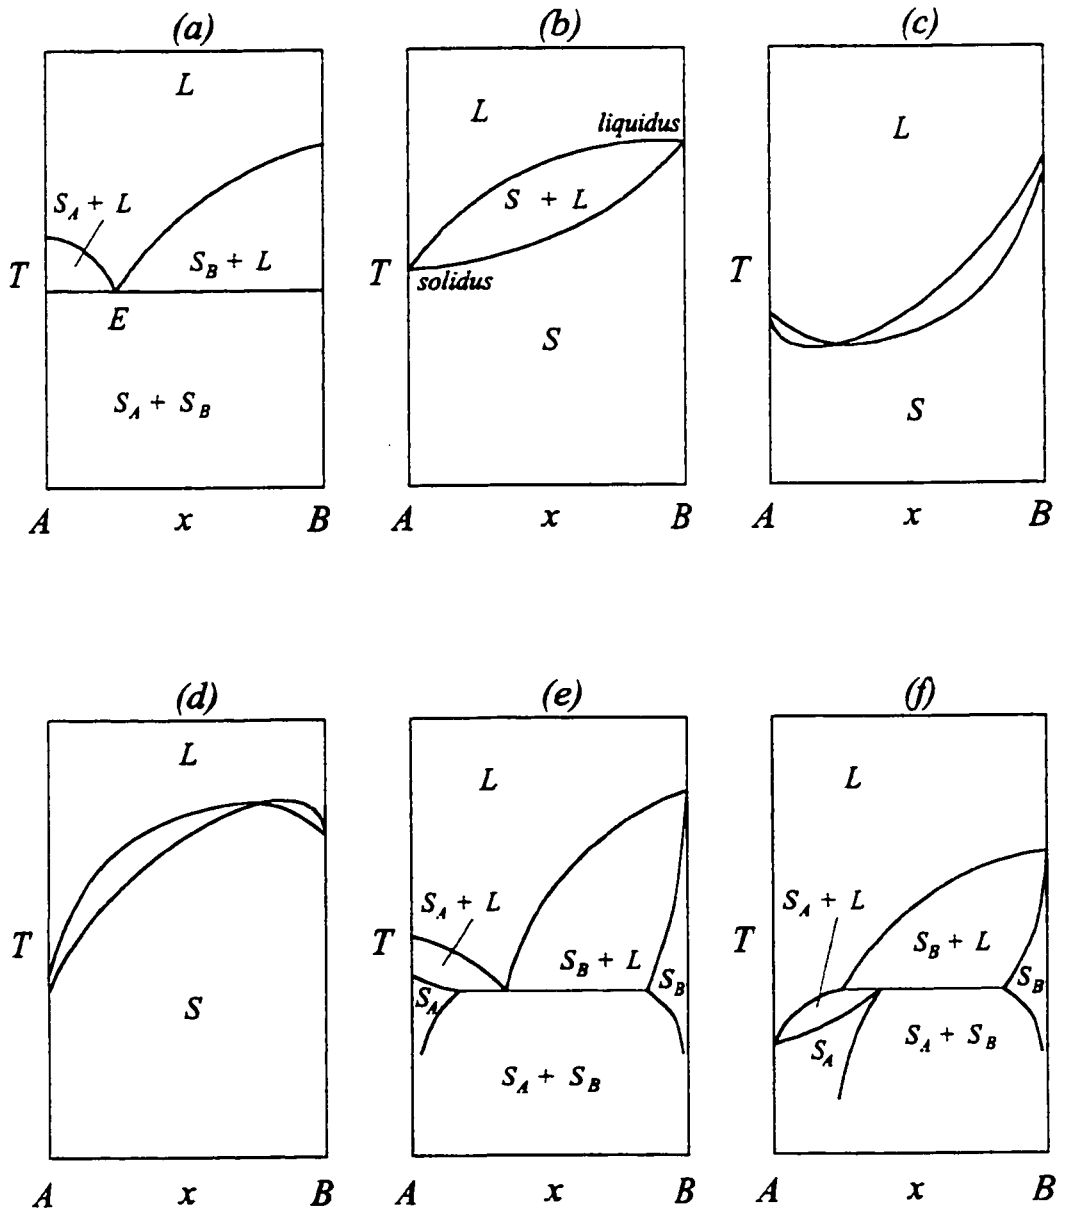 (a) (b) (c)
L
L
liquidus
L
S_A + L
S + L
S_B + L
T
T
solidus
T
E
S
S_A + S_B
S
A x B
A x B
A x B
(d) (e) (f)
L
L
L
S_A + L
S_A + L
T
T
S_B + L
S_B
S_A
T
S_B + L
S_B
S
S_A
S_A + S_B
S_A + S_B
A x B
A x B
A x B